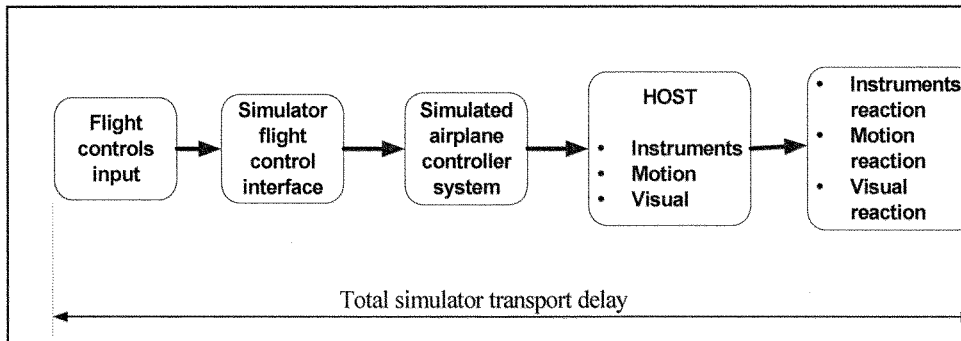 Flight
controls
input
Simulator
flight
control
interface
Simulated
airplane
controller
system
HOST
• Instruments
• Motion
• Visual
• Instruments
reaction
• Motion
reaction
• Visual
reaction
Total simulator transport delay